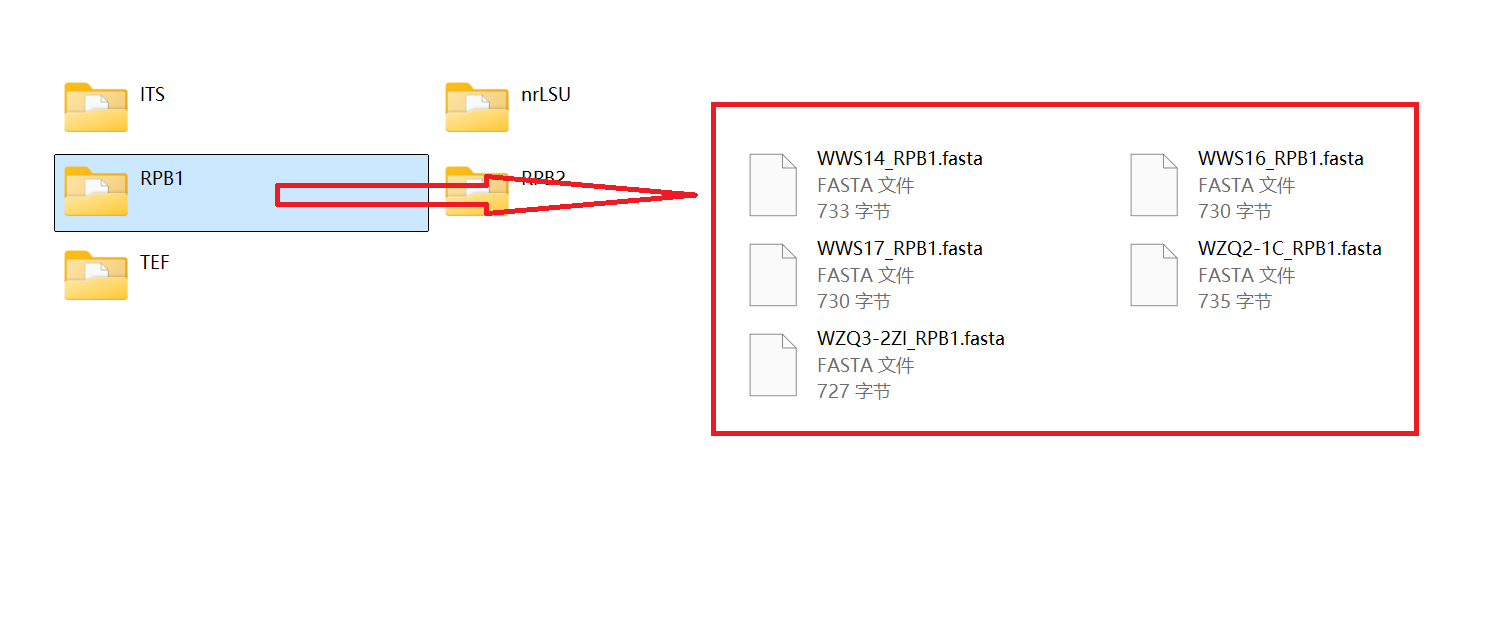 ITS
nrLSU
RPB1
RPB2
TEF
WWS14_RPB1.fasta
FASTA 文件
733 字节
WWS16_RPB1.fasta
FASTA 文件
730 字节
WWS17_RPB1.fasta
FASTA 文件
730 字节
WZQ2-1C_RPB1.fasta
FASTA 文件
735 字节
WZQ3-2ZI_RPB1.fasta
FASTA 文件
727 字节